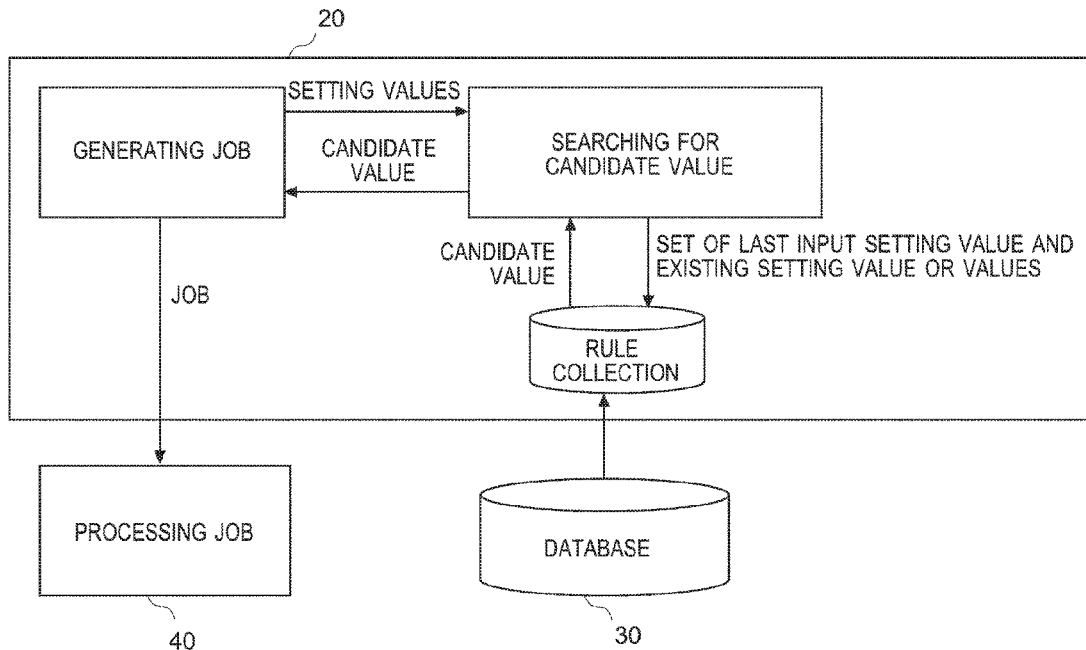 20
SETTING VALUES
GENERATING JOB
CANDIDATE
VALUE
SEARCHING FOR
CANDIDATE VALUE
CANDIDATE
VALUE
SET OF LAST INPUT SETTING VALUE AND
EXISTING SETTING VALUE OR VALUES
JOB
RULE
COLLECTION
PROCESSING JOB
DATABASE
40
30